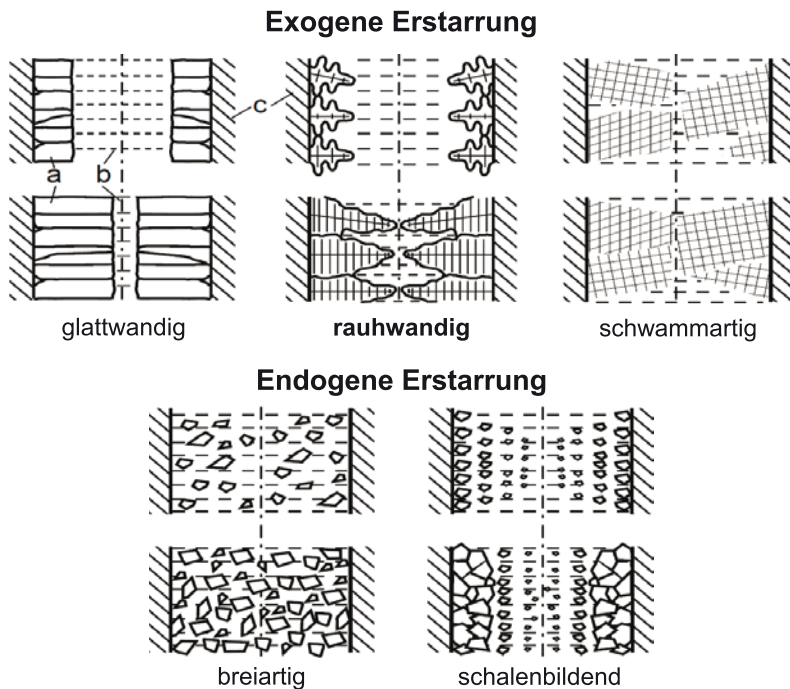 Exogene Erstarrung
c
a b
glattwandig rauhwandig schwammartig
Endogene Erstarrung
breiartig schalenbildend